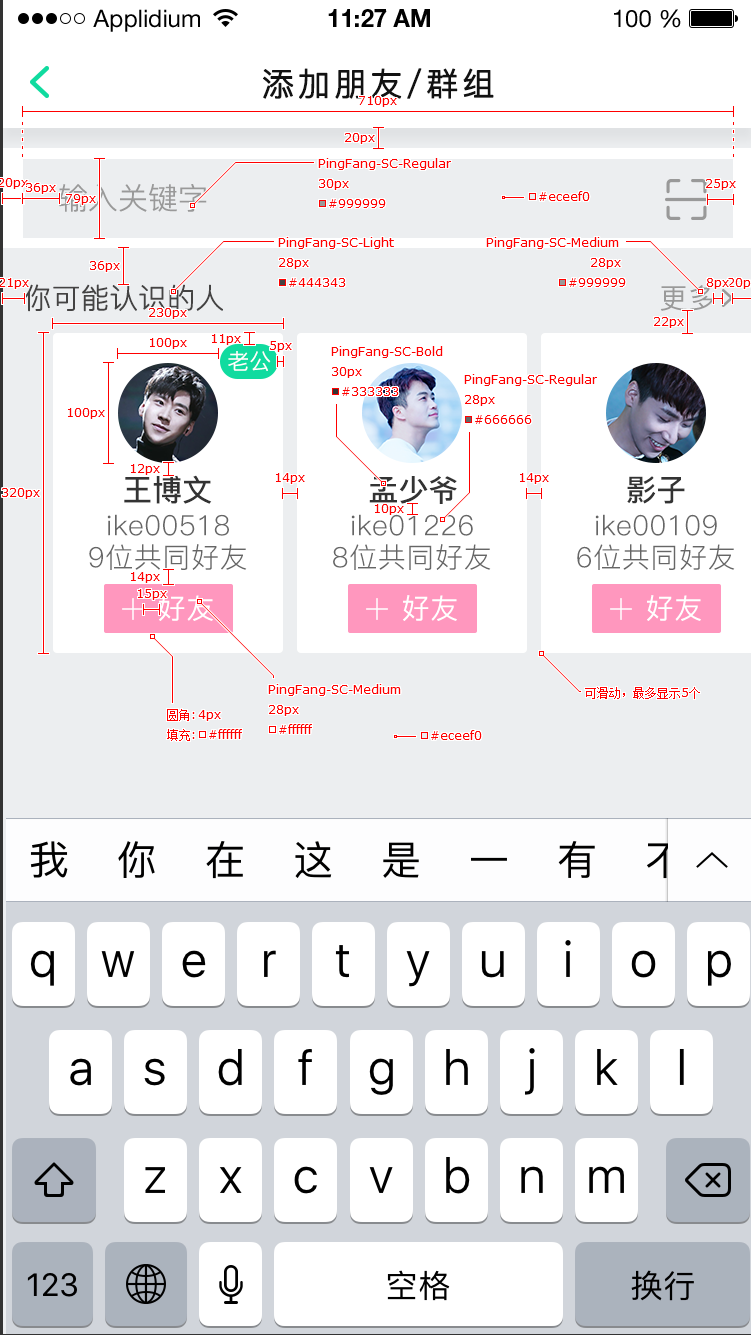 Applidium 11:27 AM 100 %
添加朋友/群组
710px
20px
PingFang-SC-Regular
30px
#999999
#eceef0
20px 36px 79px 输入关键字 25px
PingFang-SC-Light
28px
#444343
PingFang-SC-Medium
28px
#999999
36px
21px 你可能认识的人 更多 8px 20px
230px
22px
100px 11px 5px
老公
PingFang-SC-Bold
30px
#333333
PingFang-SC-Regular
28px
#666666
100px
12px
320px 14px 14px
王博文 孟少爷 影子
10px
ike00518 ike01226 ike00109
9位共同好友 8位共同好友 6位共同好友
14px
15px
好友 好友 好友
PingFang-SC-Medium
28px
#ffffff
可滑动，最多显示5个
圆角: 4px
填充: #ffffff
#eceef0
我 你 在 这 是 一 有
q w e r t y u i o p
a s d f g h j k l
z x c v b n m
123 空格 换行